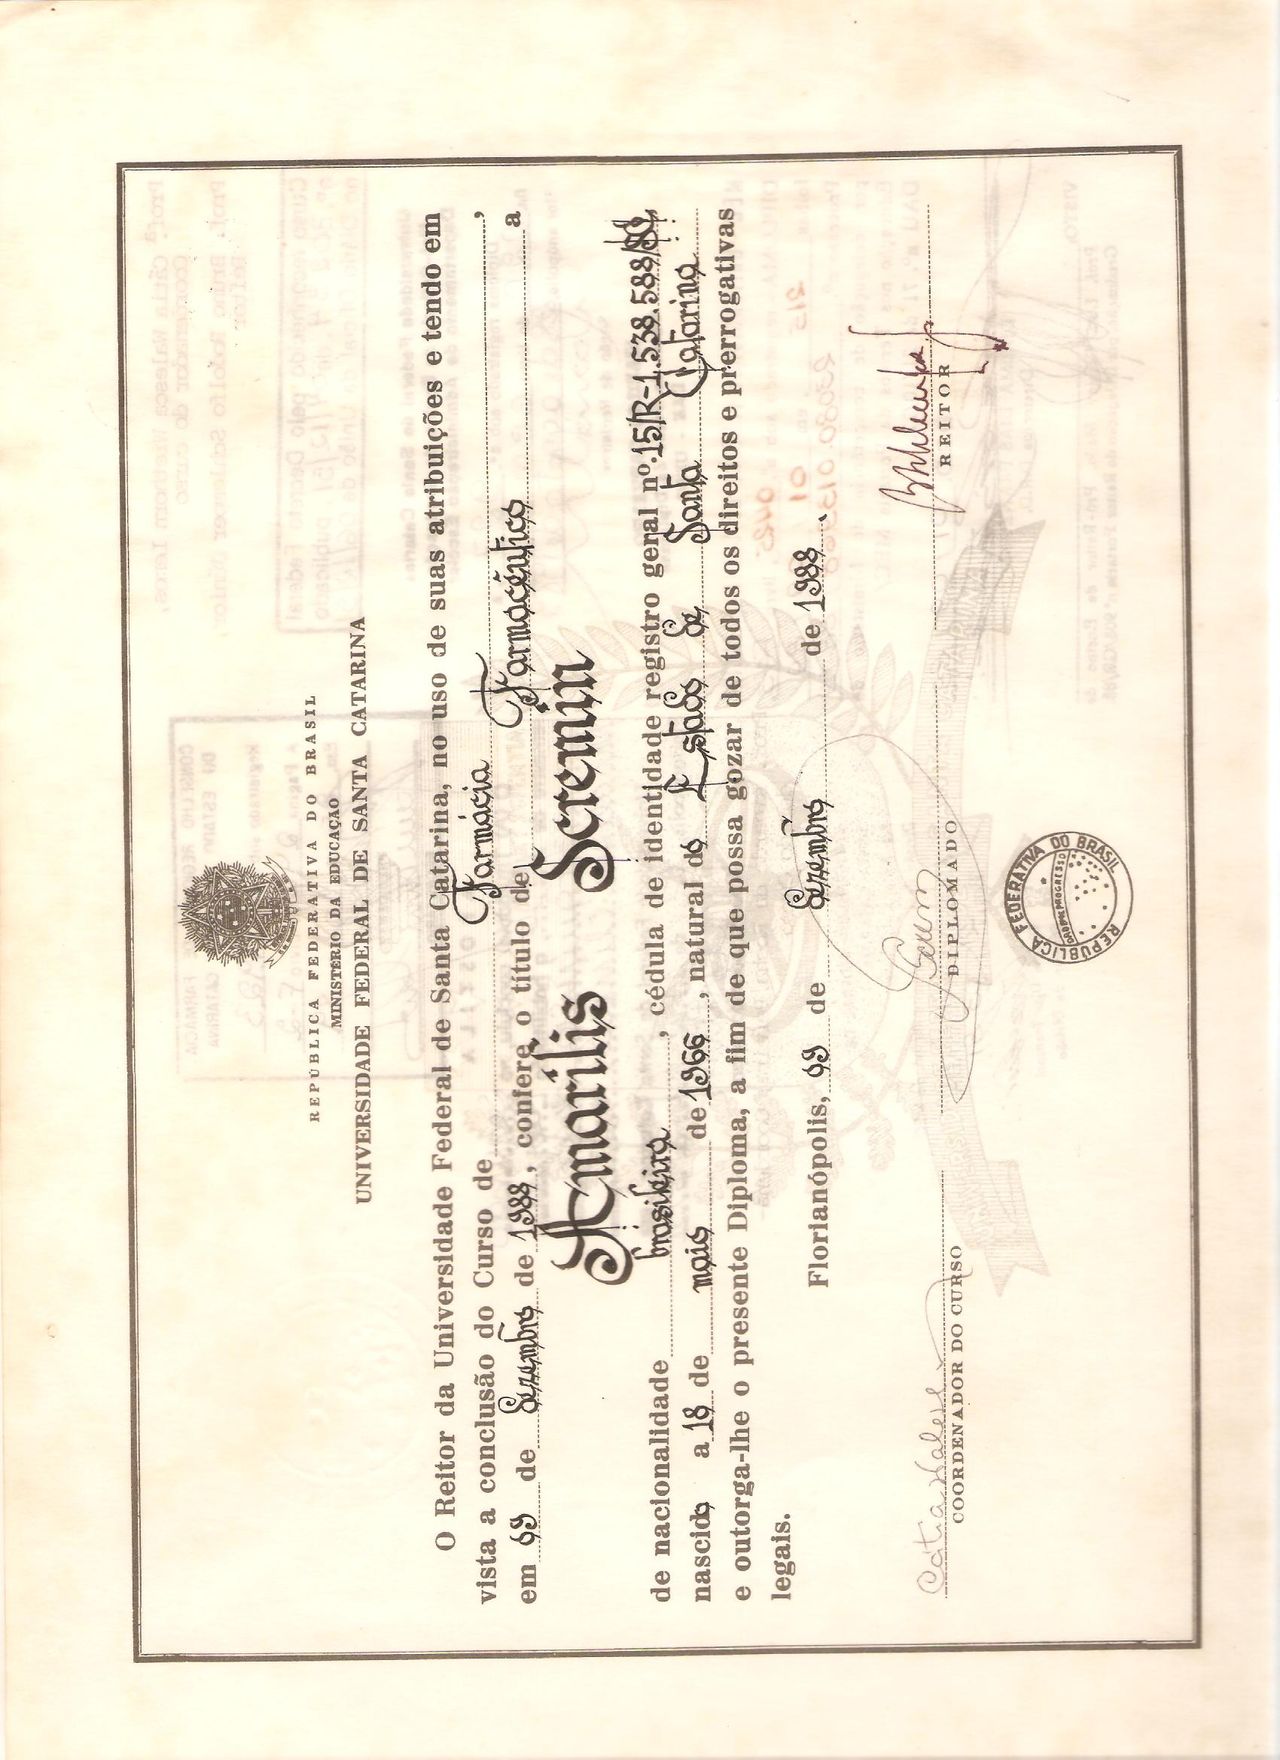 REPÚBLICA FEDERATIVA DO BRASIL
MINISTÉRIO DA EDUCAÇÃO
UNIVERSIDADE FEDERAL DE SANTA CATARINA
O Reitor da Universidade Federal de Santa Catarina, no uso de suas atribuições e tendo em
vista a conclusão do Curso de Farmácia,
em 09 de dezembro de 1988, confere o título de Farmacêutico a
Amarilis Scremin
de nacionalidade brasileira, cédula de identidade registro geral nº 15/R-1.538.588/
nascido a 18 de maio de 1966, natural do Estado de Santa Catarina
e outorga-lhe o presente Diploma, a fim de que possa gozar de todos os direitos e prerrogativas
legais.
Florianópolis, 09 de dezembro de 1988.
Cátia
COORDENADOR DO CURSO
DIPLOMADO
REITOR
REPÚBLICA FEDERATIVA DO BRASIL
ORDEM E PROGRESSO